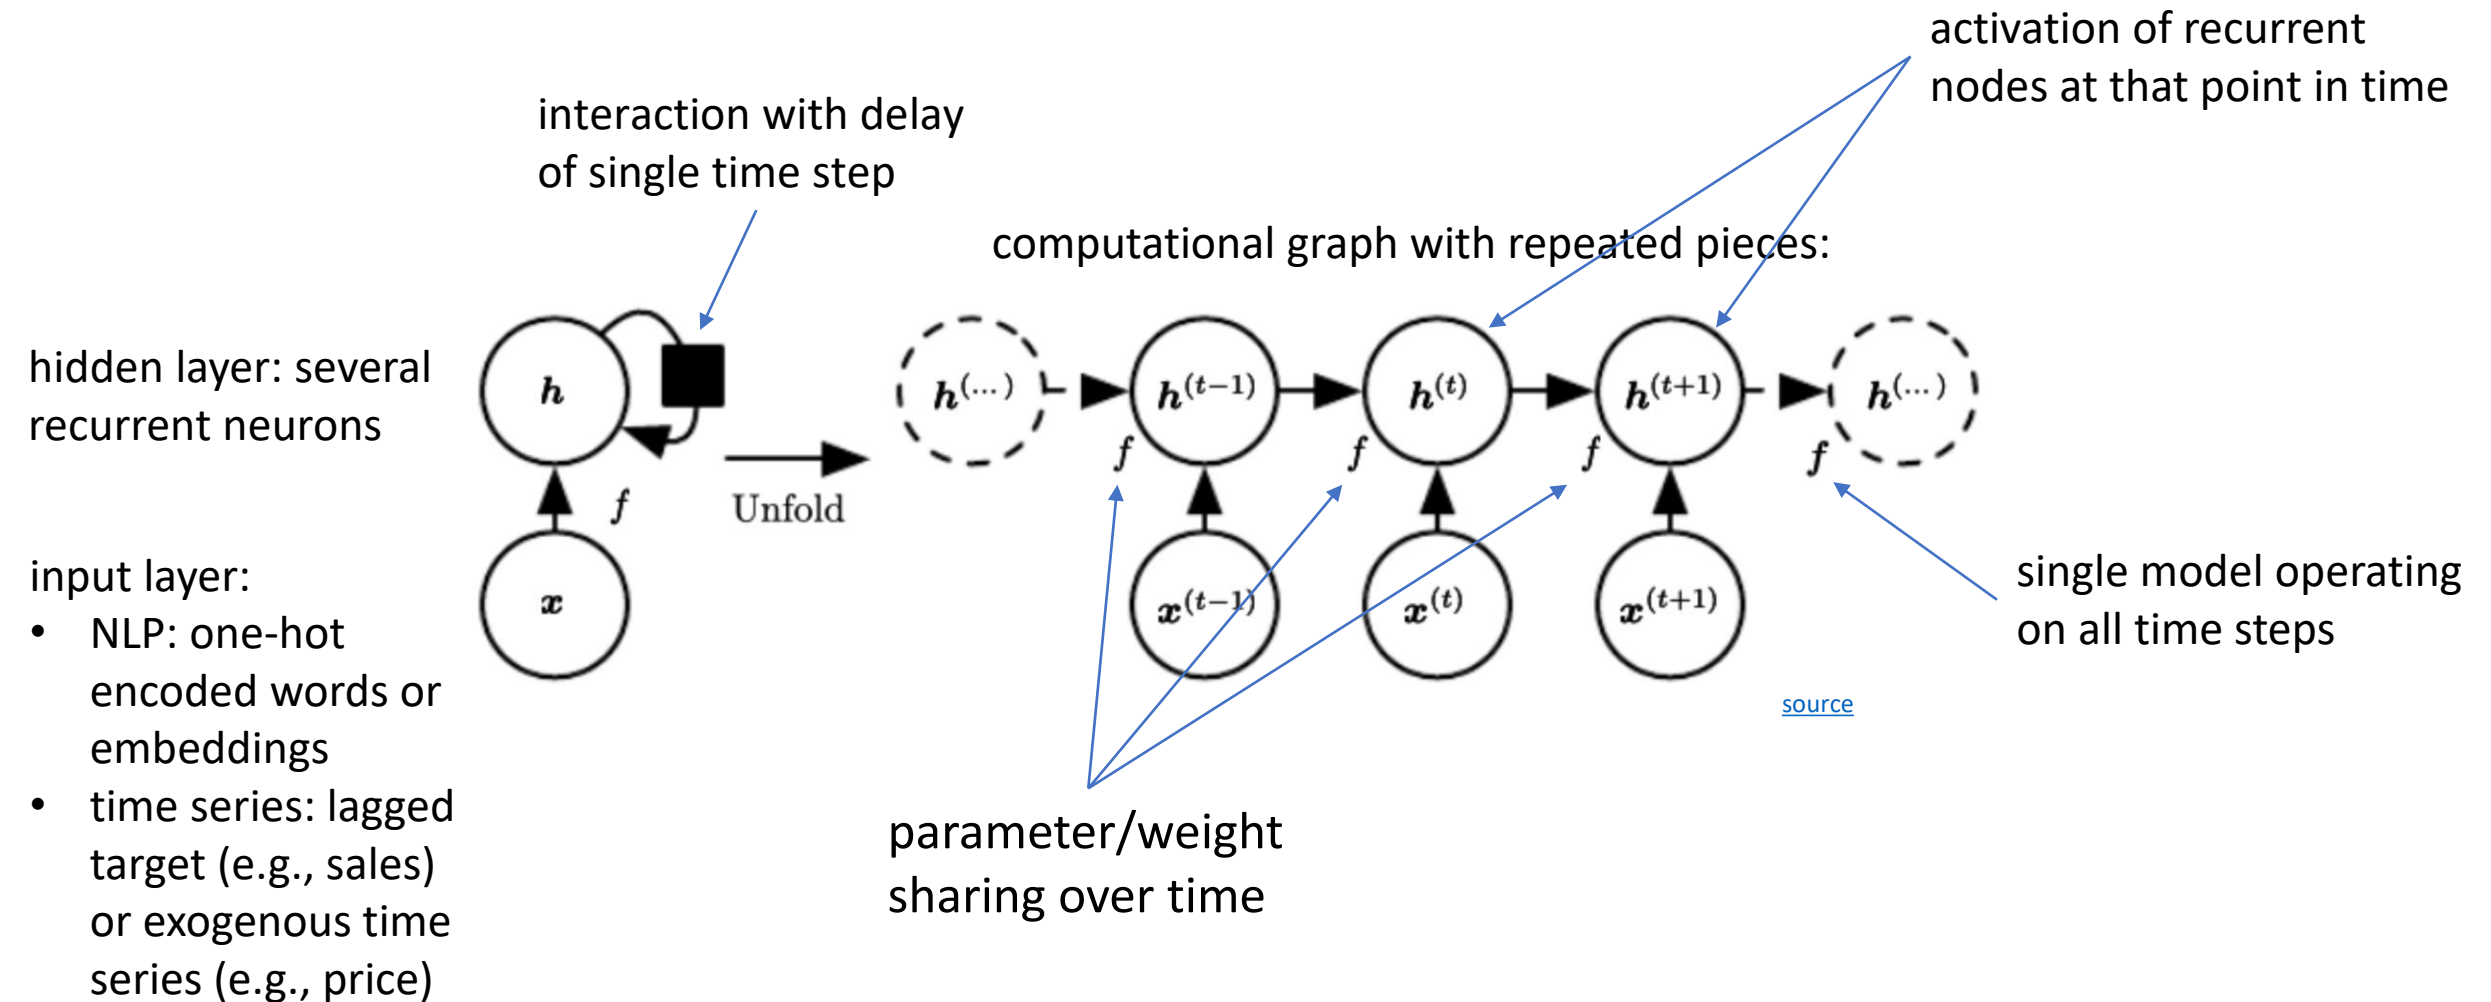 activation of recurrent
nodes at that point in time
interaction with delay
of single time step
computational graph with repeated pieces:
hidden layer: several
recurrent neurons
h
h(...)
h(t−1)
h(t)
h(t+1)
h(...)
f
f
f
f
f
Unfold
input layer:
• NLP: one-hot
encoded words or
embeddings
• time series: lagged
target (e.g., sales)
or exogenous time
series (e.g., price)
x
x(t−1)
x(t)
x(t+1)
single model operating
on all time steps
source
parameter/weight
sharing over time